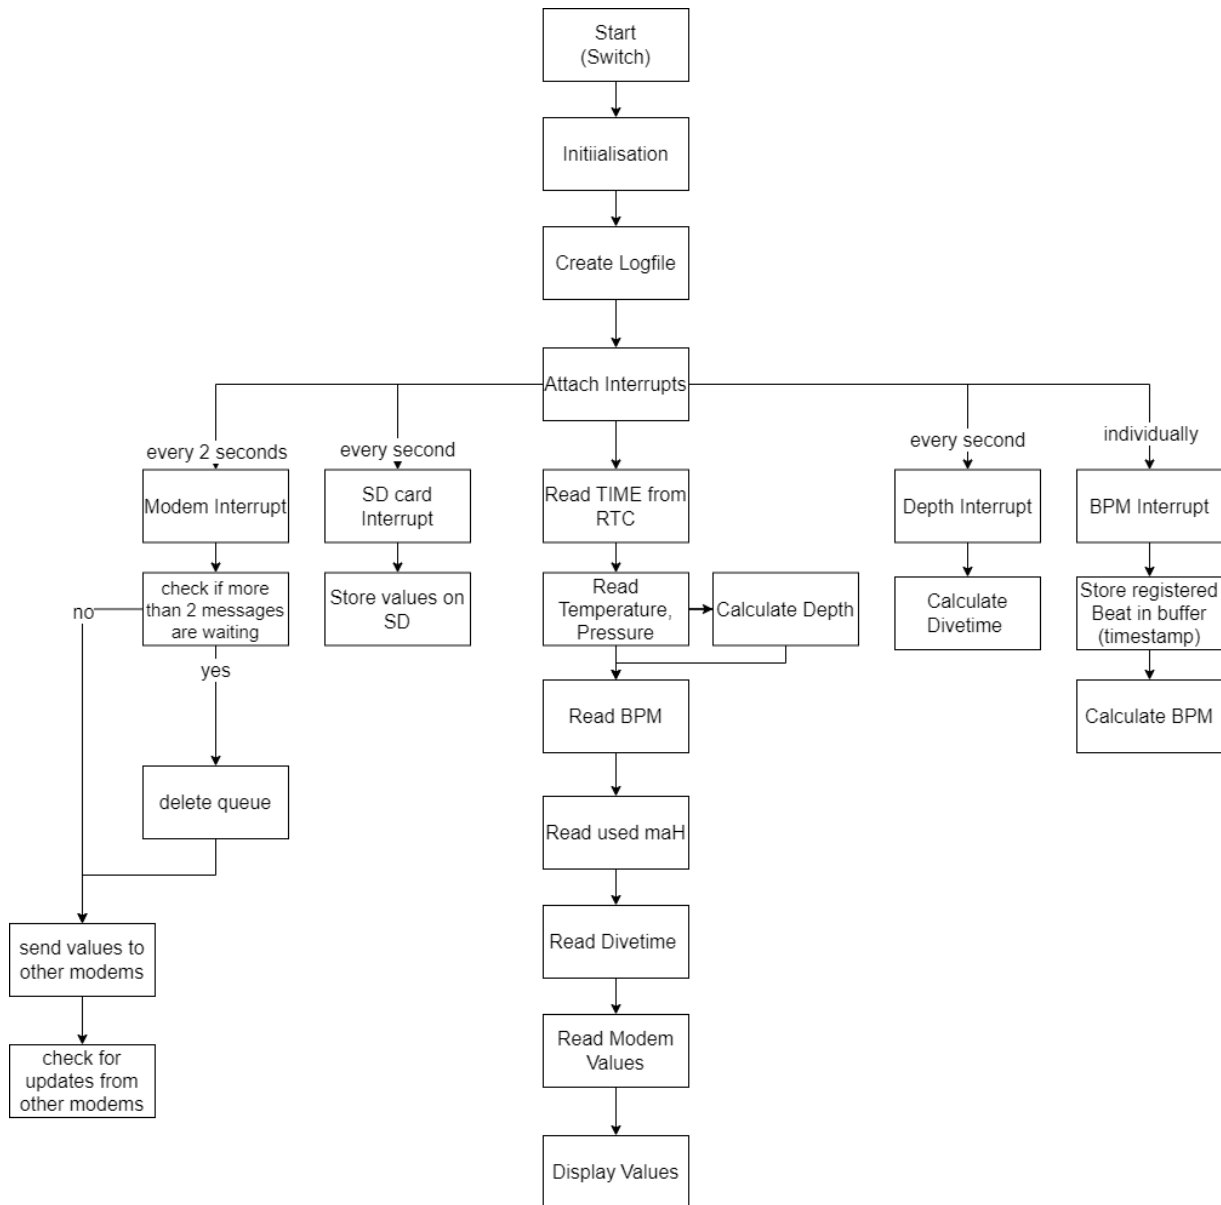 Start
(Switch)
Initiialisation
Create Logfile
Attach Interrupts
every 2 seconds
every second
every second
individually
Modem Interrupt
SD card
Interrupt
Read TIME from
RTC
Depth Interrupt
BPM Interrupt
no
check if more
than 2 messages
are waiting
Store values on
SD
Read
Temperature,
Pressure
Calculate Depth
Calculate
Divetime
Store registered
Beat in buffer
(timestamp)
yes
Read BPM
Calculate BPM
delete queue
Read used maH
send values to
other modems
Read Divetime
check for
updates from
other modems
Read Modem
Values
Display Values